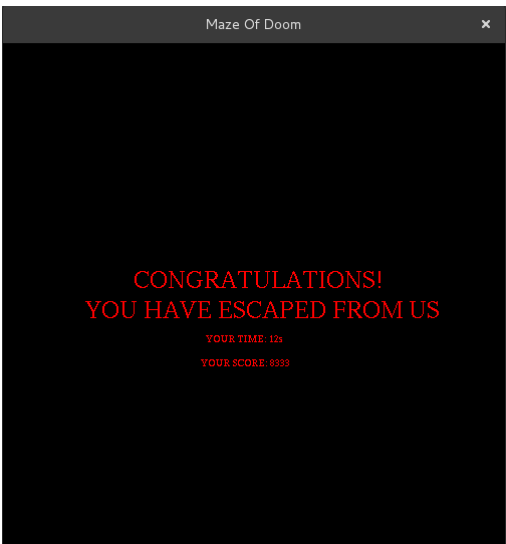 Maze Of Doom
CONGRATULATIONS!
YOU HAVE ESCAPED FROM US
YOUR TIME: 12s
YOUR SCORE: 8333